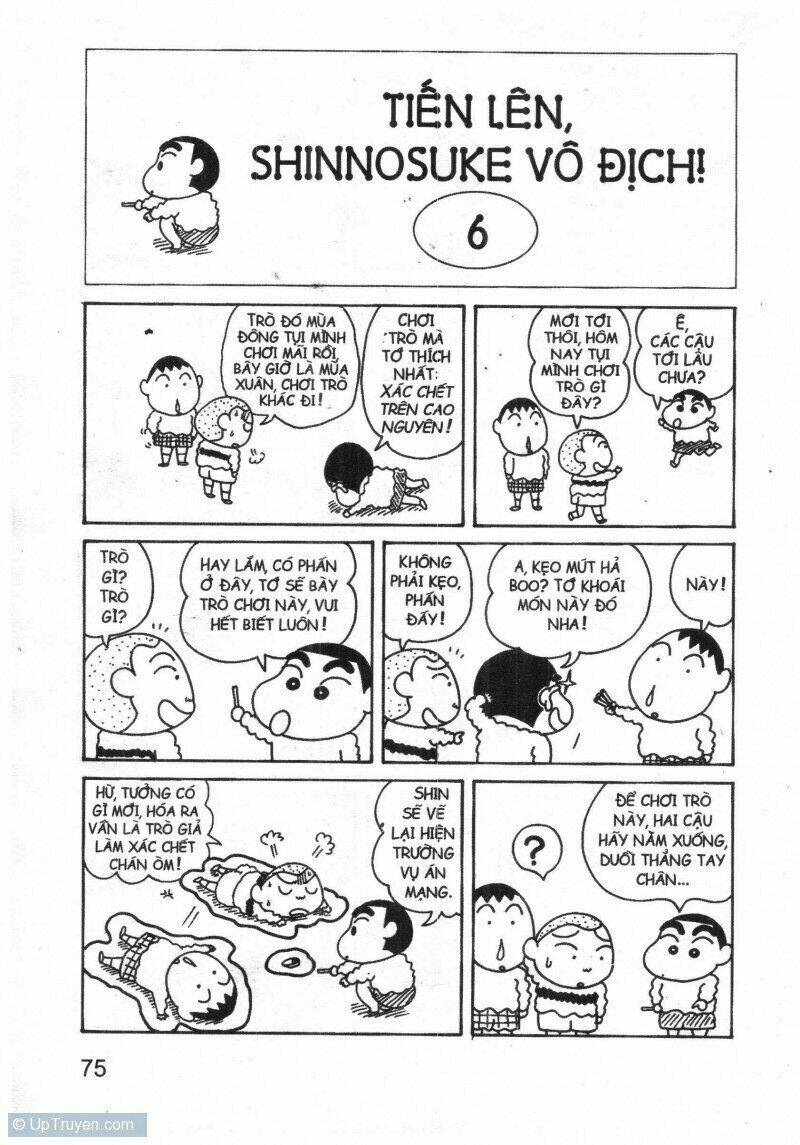 TIẾN LÊN,
SHINNOSUKE VÔ ĐỊCH!
6
Ê,
CÁC CẬU
TỚI LÂU
CHƯA?
MỚI TỚI
THÔI, HÔM
NAY TỤI
MÌNH CHƠI
TRÒ GÌ
ĐÂY?
CHƠI
TRÒ MÀ
TỚ THÍCH
NHẤT:
XÁC CHẾT
TRÊN CAO
NGUYÊN!
TRÒ ĐÓ MÙA
ĐÔNG TỤI MÌNH
CHƠI MÃI RỒI,
BÂY GIỜ LÀ MÙA
XUÂN, CHƠI TRÒ
KHÁC ĐI!
NÀY!
A, KẸO MÚT HẢ
BOO? TỚ KHOÁI
MÓN NÀY ĐÓ
NHA!
KHÔNG
PHẢI KẸO,
PHẤN
ĐẤY!
HAY LẮM, CÓ PHẤN
Ở ĐÂY, TỚ SẼ BÀY
TRÒ CHƠI NÀY, VUI
HẾT BIẾT LUÔN!
TRÒ
GÌ?
TRÒ
GÌ?
ĐỂ CHƠI TRÒ
NÀY, HAI CẬU
HÃY NẰM XUỐNG,
DUỖI THẲNG TAY
CHÂN...
?
SHIN
SẼ VẼ
LẠI HIỆN
TRƯỜNG
VỤ ÁN
MẠNG.
HỪ, TƯỞNG CÓ
GÌ MỚI, HÓA RA
VẪN LÀ TRÒ GIẢ
LÀM XÁC CHẾT
CHÁN ÒM!
75
© UpTruyen.com